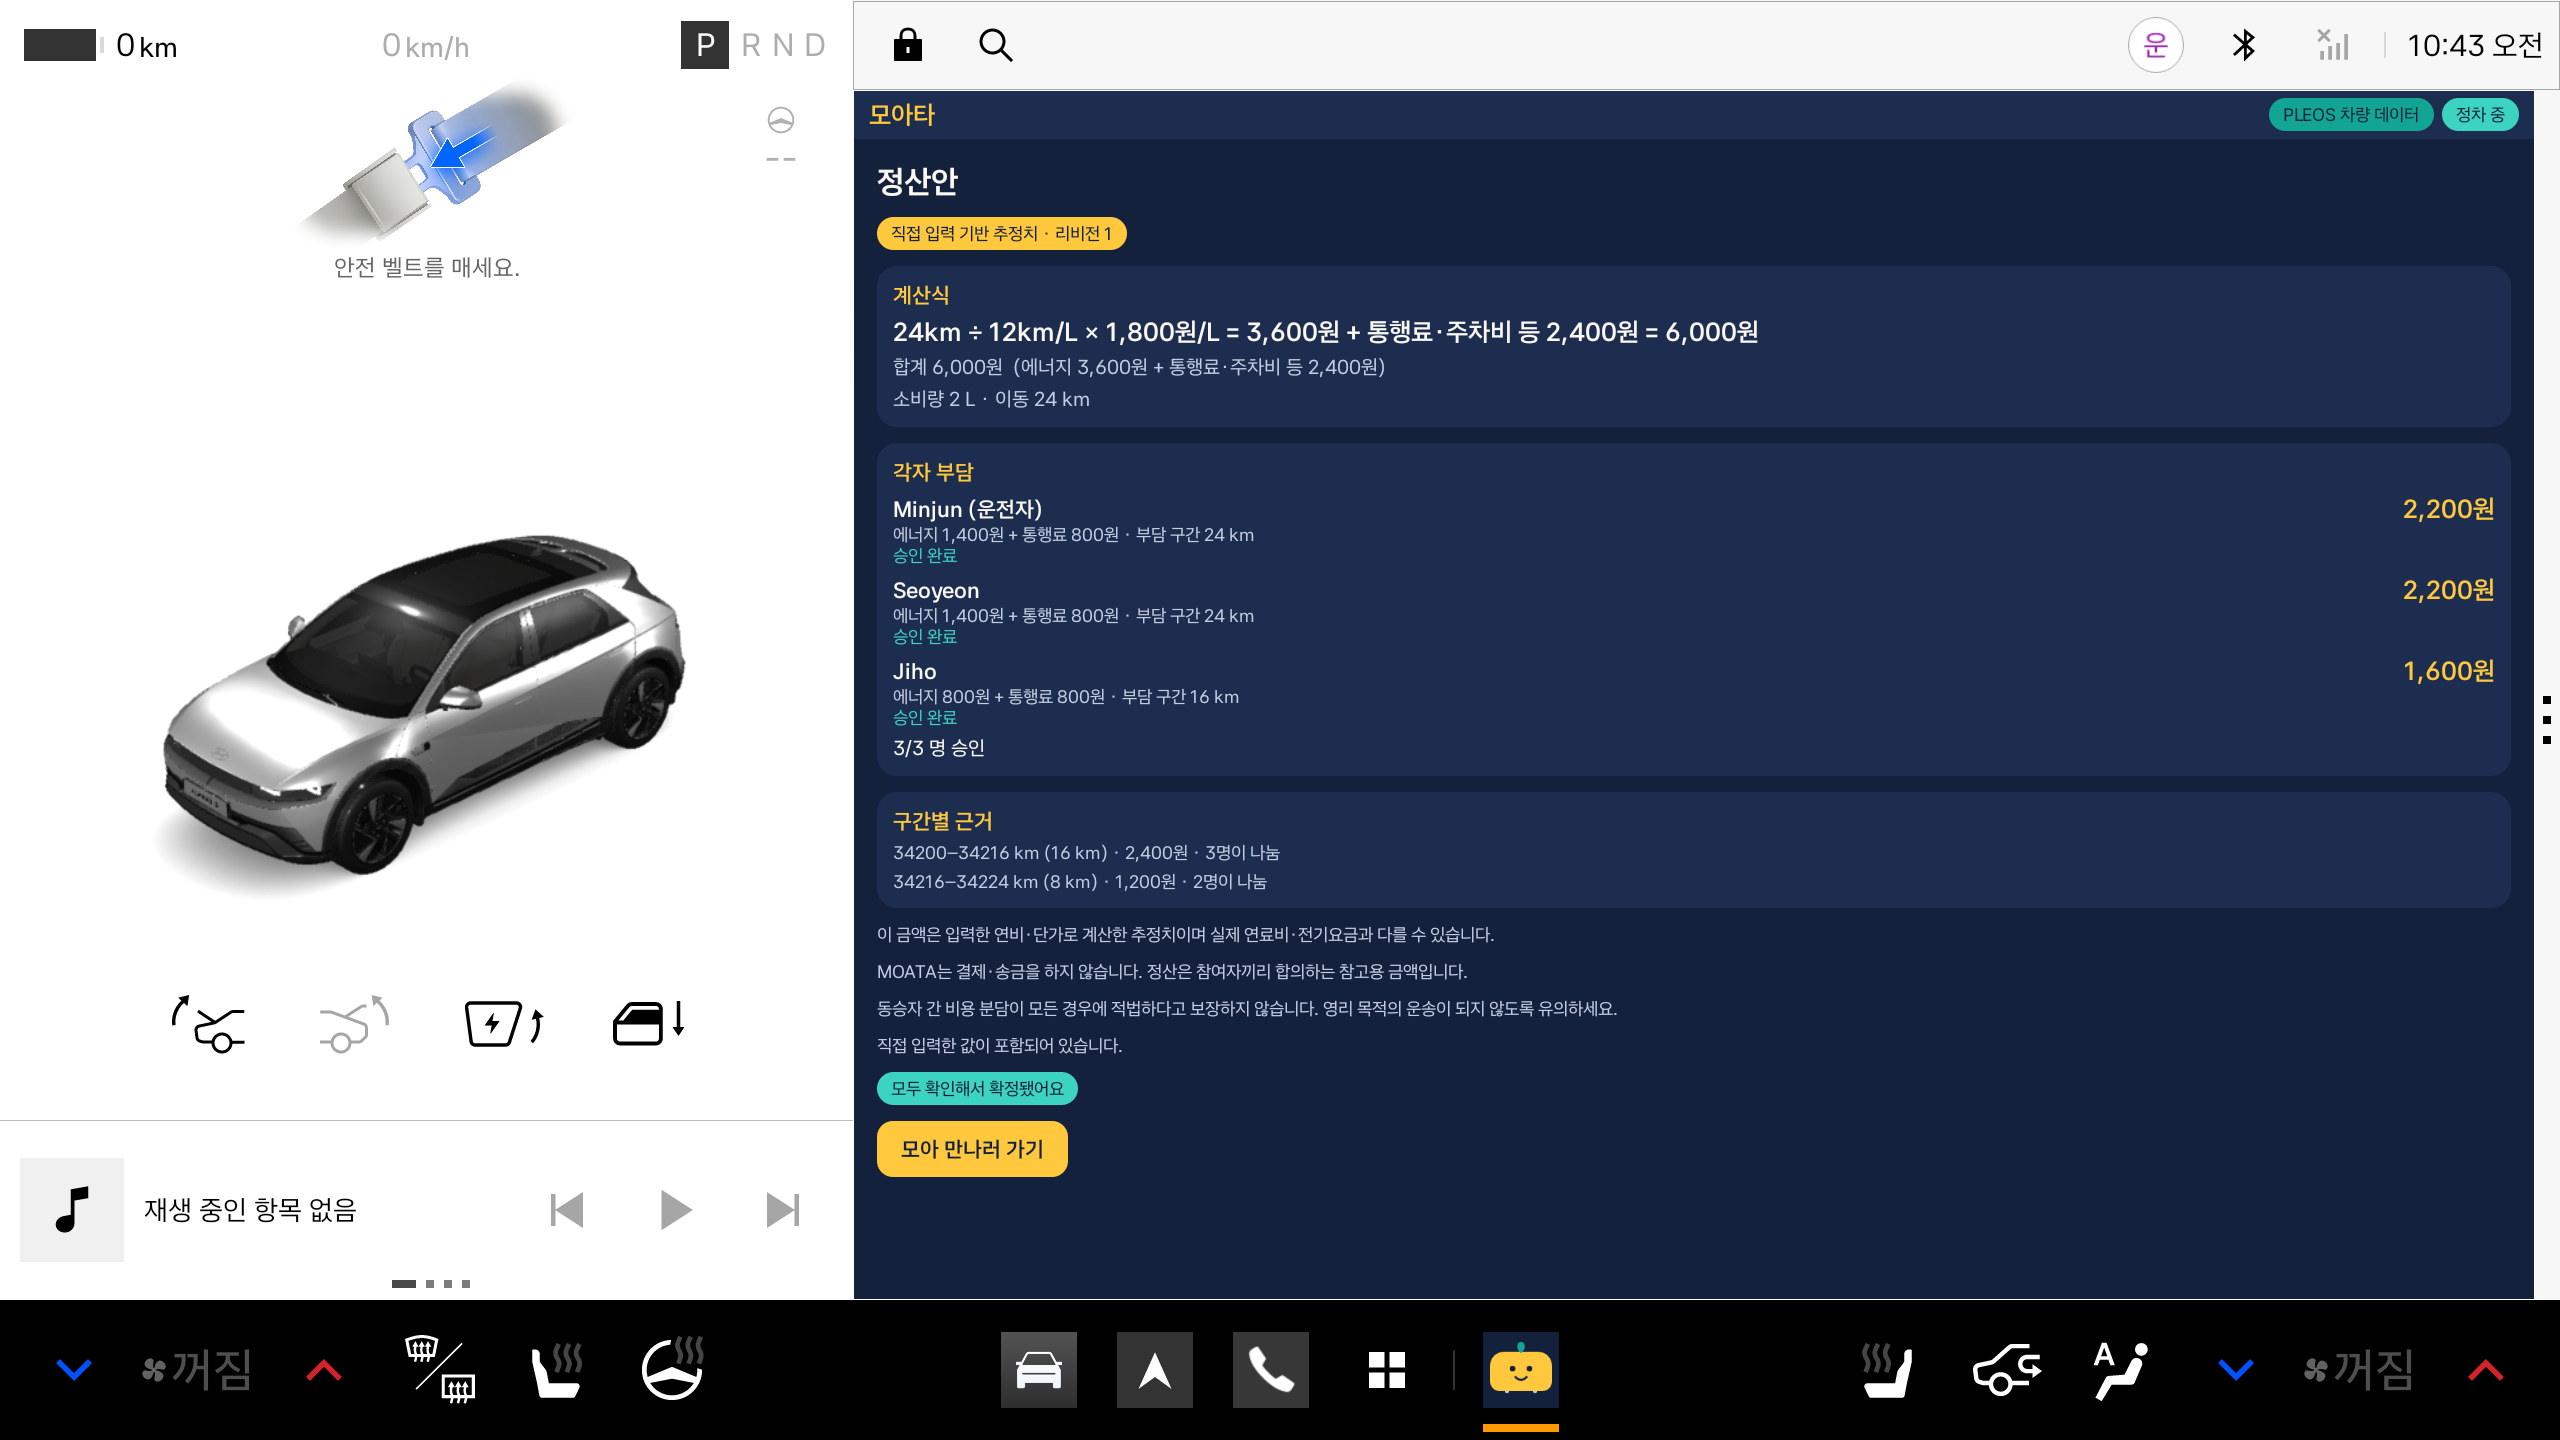 0 km
0 km/h
P R N D
안전 벨트를 매세요.
재생 중인 항목 없음
운
10:43 오전
모아타
PLEOS 차량 데이터
정차 중
정산안
직접 입력 기반 추정치 · 리비전 1
계산식
24km ÷ 12km/L × 1,800원/L = 3,600원 + 통행료·주차비 등 2,400원 = 6,000원
합계 6,000원 (에너지 3,600원 + 통행료·주차비 등 2,400원)
소비량 2 L · 이동 24 km
각자 부담
Minjun (운전자) 2,200원
에너지 1,400원 + 통행료 800원 · 부담 구간 24 km
승인 완료
Seoyeon 2,200원
에너지 1,400원 + 통행료 800원 · 부담 구간 24 km
승인 완료
Jiho 1,600원
에너지 800원 + 통행료 800원 · 부담 구간 16 km
승인 완료
3/3 명 승인
구간별 근거
34200–34216 km (16 km) · 2,400원 · 3명이 나눔
34216–34224 km (8 km) · 1,200원 · 2명이 나눔
이 금액은 입력한 연비·단가로 계산한 추정치이며 실제 연료비·전기요금과 다를 수 있습니다.
MOATA는 결제·송금을 하지 않습니다. 정산은 참여자끼리 합의하는 참고용 금액입니다.
동승자 간 비용 분담이 모든 경우에 적법하다고 보장하지 않습니다. 영리 목적의 운송이 되지 않도록 유의하세요.
직접 입력한 값이 포함되어 있습니다.
모두 확인해서 확정됐어요
모아 만나러 가기
꺼짐
A
꺼짐